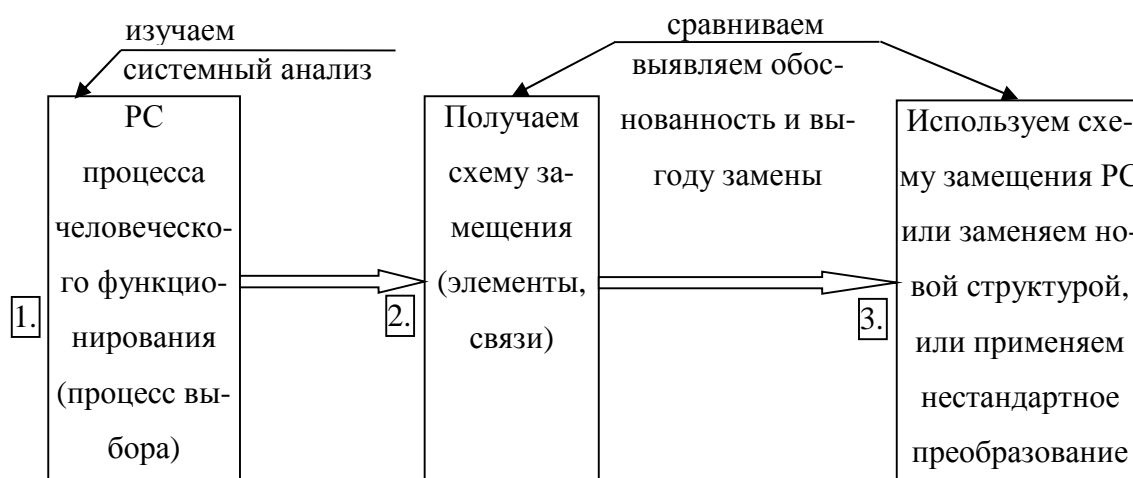 изучаем
системный анализ
сравниваем
выявляем обос-
нованность и вы-
году замены
1.
РС
процесса
человеческо-
го функцио-
нирования
(процесс вы-
бора)
2.
Получаем
схему за-
мещения
(элементы,
связи)
3.
Используем схе-
му замещения РС
или заменяем но-
вой структурой,
или применяем
нестандартное
преобразование